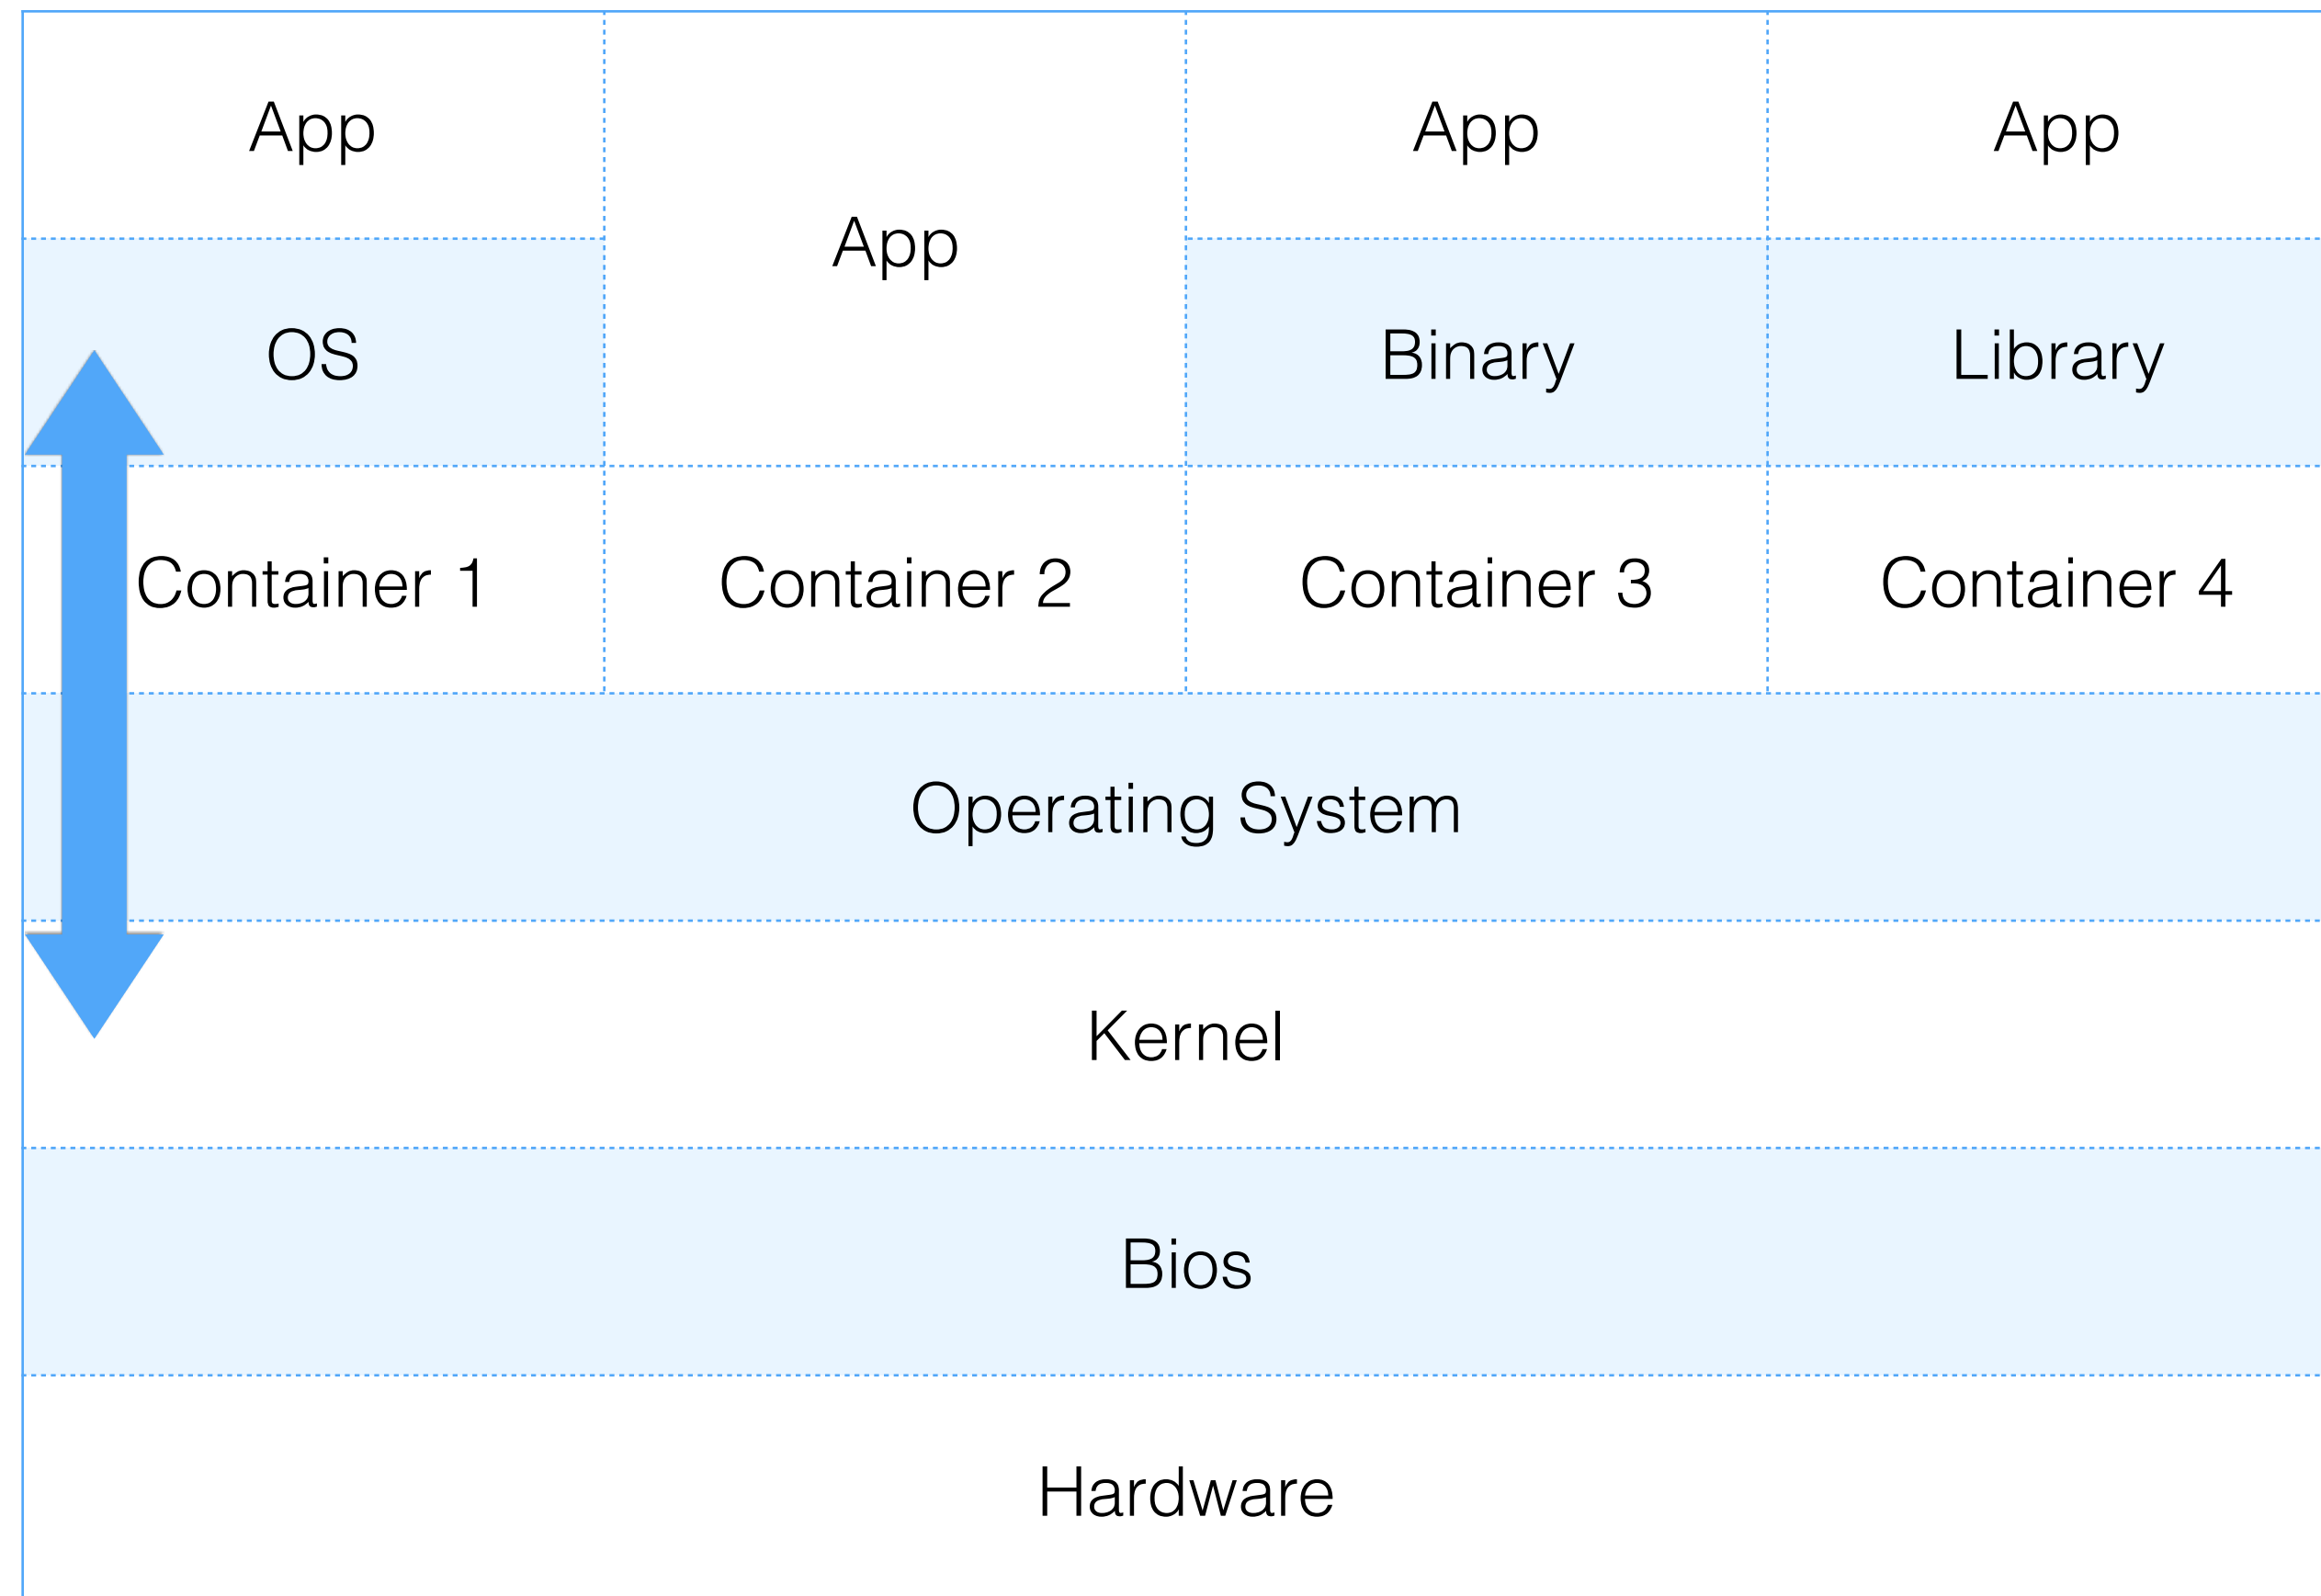 App
App
App
App
OS
Binary
Library
Container 1
Container 2
Container 3
Container 4
Operating System
Kernel
Bios
Hardware